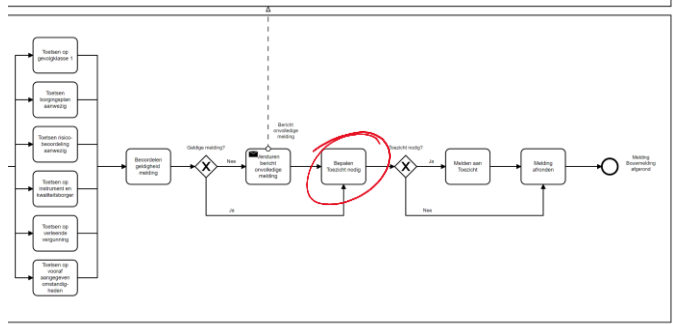 Toetsen op
gevolgklasse 1
Toetsen
borgingsplan
aanwezig
Toetsen risico-
beoordeling
aanwezig
Toetsen op
instrument en
kwaliteitsborger
Toetsen op
verleende
vergunning
Toetsen op
vooraf
aangegeven
omstandig-
heden
Beoordelen
geldigheid
melding
Geldige melding?
Nee
Ja
Versturen
bericht
onvolledige
melding
Bericht
onvolledige
melding
Bepalen
Toezicht nodig
Toezicht nodig?
Ja
Nee
Melden aan
Toezicht
Melding
afronden
Melding
Bouwmelding
afgerond